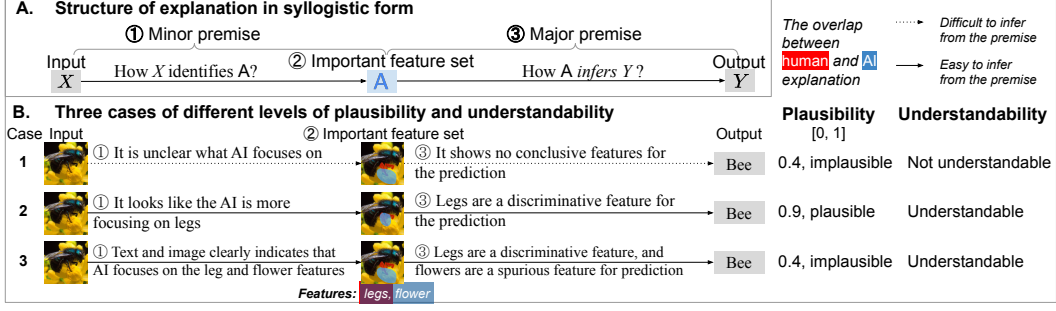 A. Structure of explanation in syllogistic form
① Minor premise
③ Major premise
Input
② Important feature set
Output
X
How X identifies A?
A
How A infers Y ?
Y
The overlap
between
human and AI
explanation
Difficult to infer
from the premise
Easy to infer
from the premise
B. Three cases of different levels of plausibility and understandability
Plausibility
[0, 1]
Understandability
Case Input
② Important feature set
Output
1
① It is unclear what AI focuses on
③ It shows no conclusive features for
the prediction
Bee
0.4, implausible
Not understandable
2
① It looks like the AI is more
focusing on legs
③ Legs are a discriminative feature for
the prediction
Bee
0.9, plausible
Understandable
3
① Text and image clearly indicates that
AI focuses on the leg and flower features
③ Legs are a discriminative feature, and
flowers are a spurious feature for prediction
Bee
0.4, implausible
Understandable
Features: legs, flower